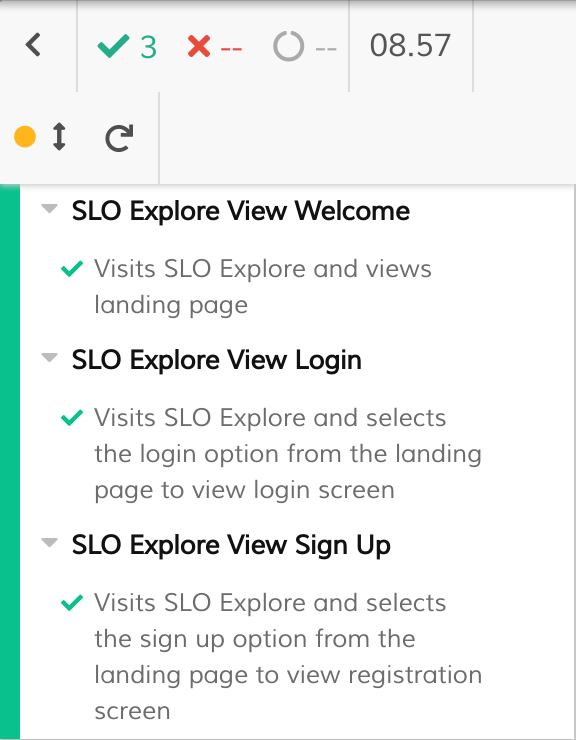 3 -- -- 08.57
SLO Explore View Welcome
Visits SLO Explore and views
landing page
SLO Explore View Login
Visits SLO Explore and selects
the login option from the landing
page to view login screen
SLO Explore View Sign Up
Visits SLO Explore and selects
the sign up option from the
landing page to view registration
screen